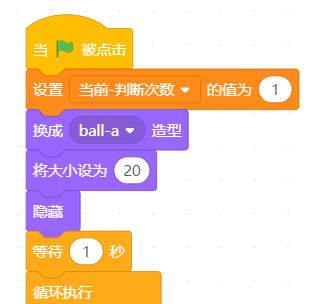 当 被点击
设置 当前-判断次数 的值为 1
换成 ball-a 造型
将大小设为 20
隐藏
等待 1 秒
循环执行